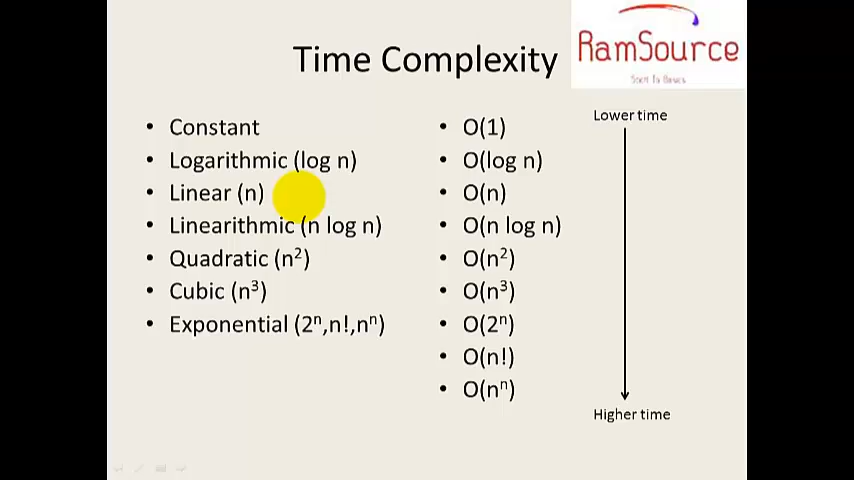 Time Complexity
RamSource
• Constant
• Logarithmic (log n)
• Linear (n)
• Linearithmic (n log n)
• Quadratic (n²)
• Cubic (n³)
• Exponential (2ⁿ,n!,nⁿ)
• O(1)
• O(log n)
• O(n)
• O(n log n)
• O(n²)
• O(n³)
• O(2ⁿ)
• O(n!)
• O(nⁿ)
Lower time
Higher time